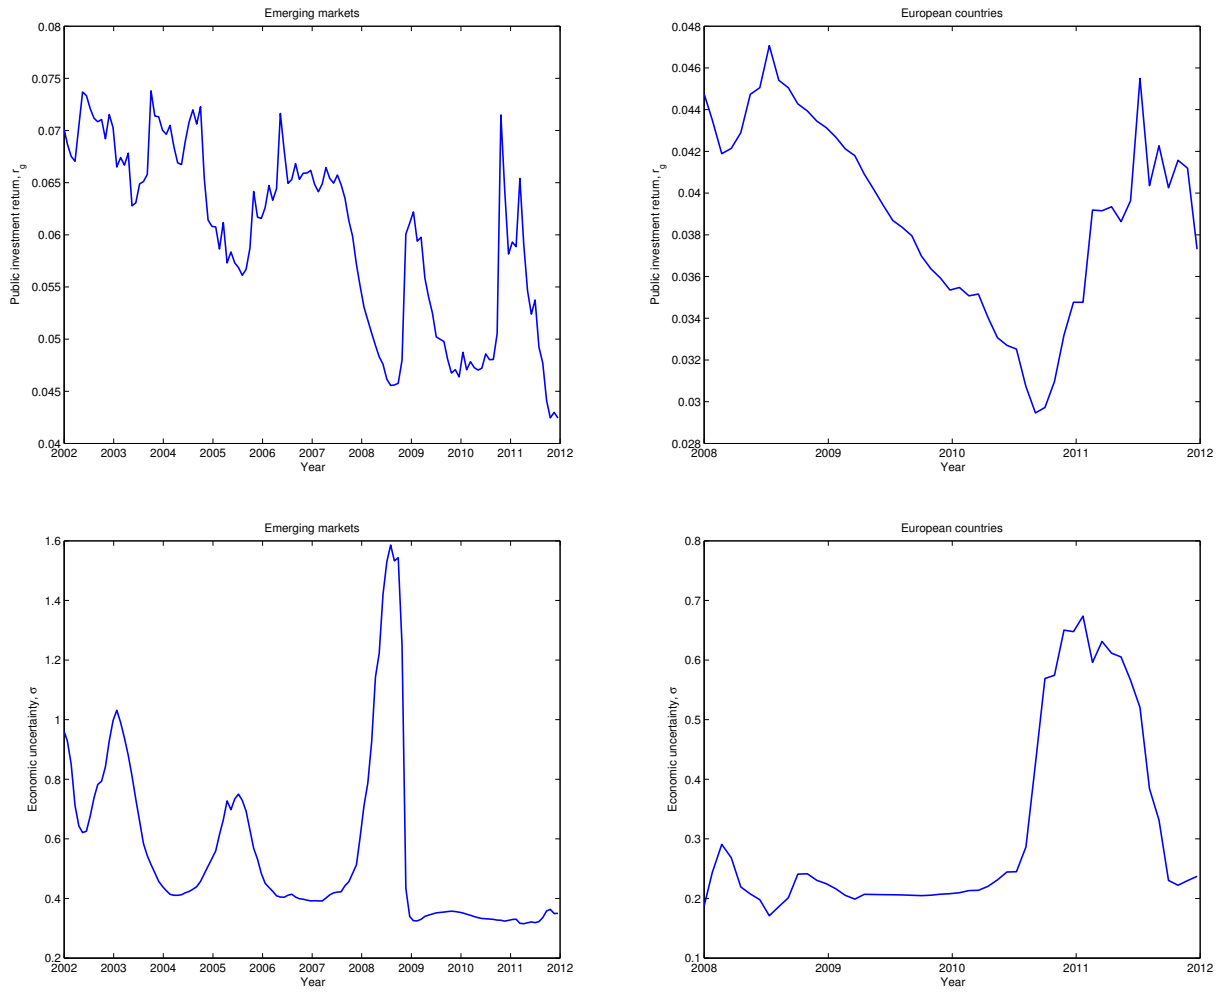 Emerging markets
Public investment return, r_g
0.08
0.075
0.07
0.065
0.06
0.055
0.05
0.045
0.04
2002 2003 2004 2005 2006 2007 2008 2009 2010 2011 2012
Year
European countries
Public investment return, r_g
0.048
0.046
0.044
0.042
0.04
0.038
0.036
0.034
0.032
0.03
0.028
2008 2009 2010 2011 2012
Year
Emerging markets
Economic uncertainty, σ
1.6
1.4
1.2
1
0.8
0.6
0.4
0.2
2002 2003 2004 2005 2006 2007 2008 2009 2010 2011 2012
Year
European countries
Economic uncertainty, σ
0.8
0.7
0.6
0.5
0.4
0.3
0.2
0.1
2008 2009 2010 2011 2012
Year